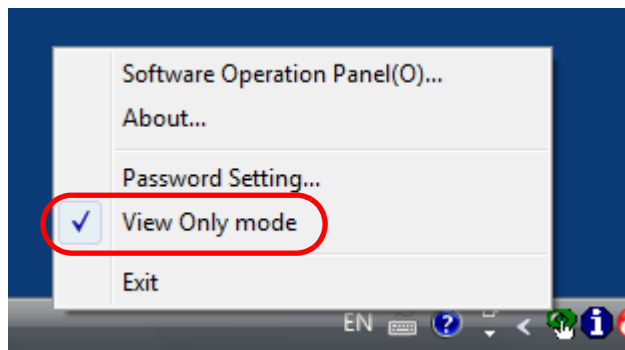 Software Operation Panel(O)...
About...
Password Setting...
View Only mode
Exit
EN